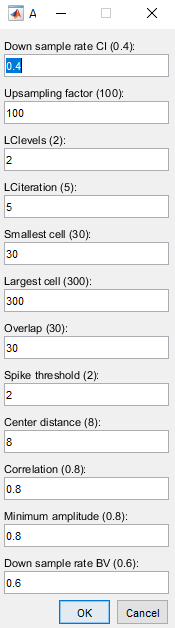 A
Down sample rate CI (0.4):
0.4
Upsampling factor (100):
100
LClevels (2):
2
LCiteration (5):
5
Smallest cell (30):
30
Largest cell (300):
300
Overlap (30):
30
Spike threshold (2):
2
Center distance (8):
8
Correlation (0.8):
0.8
Minimum amplitude (0.8):
0.8
Down sample rate BV (0.6):
0.6
OK Cancel